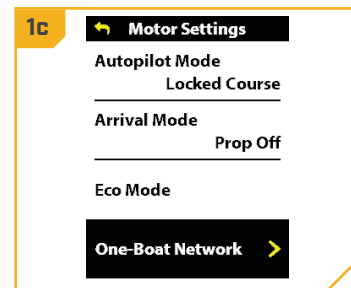 1c
Motor Settings
Autopilot Mode
Locked Course
Arrival Mode
Prop Off
Eco Mode
One-Boat Network